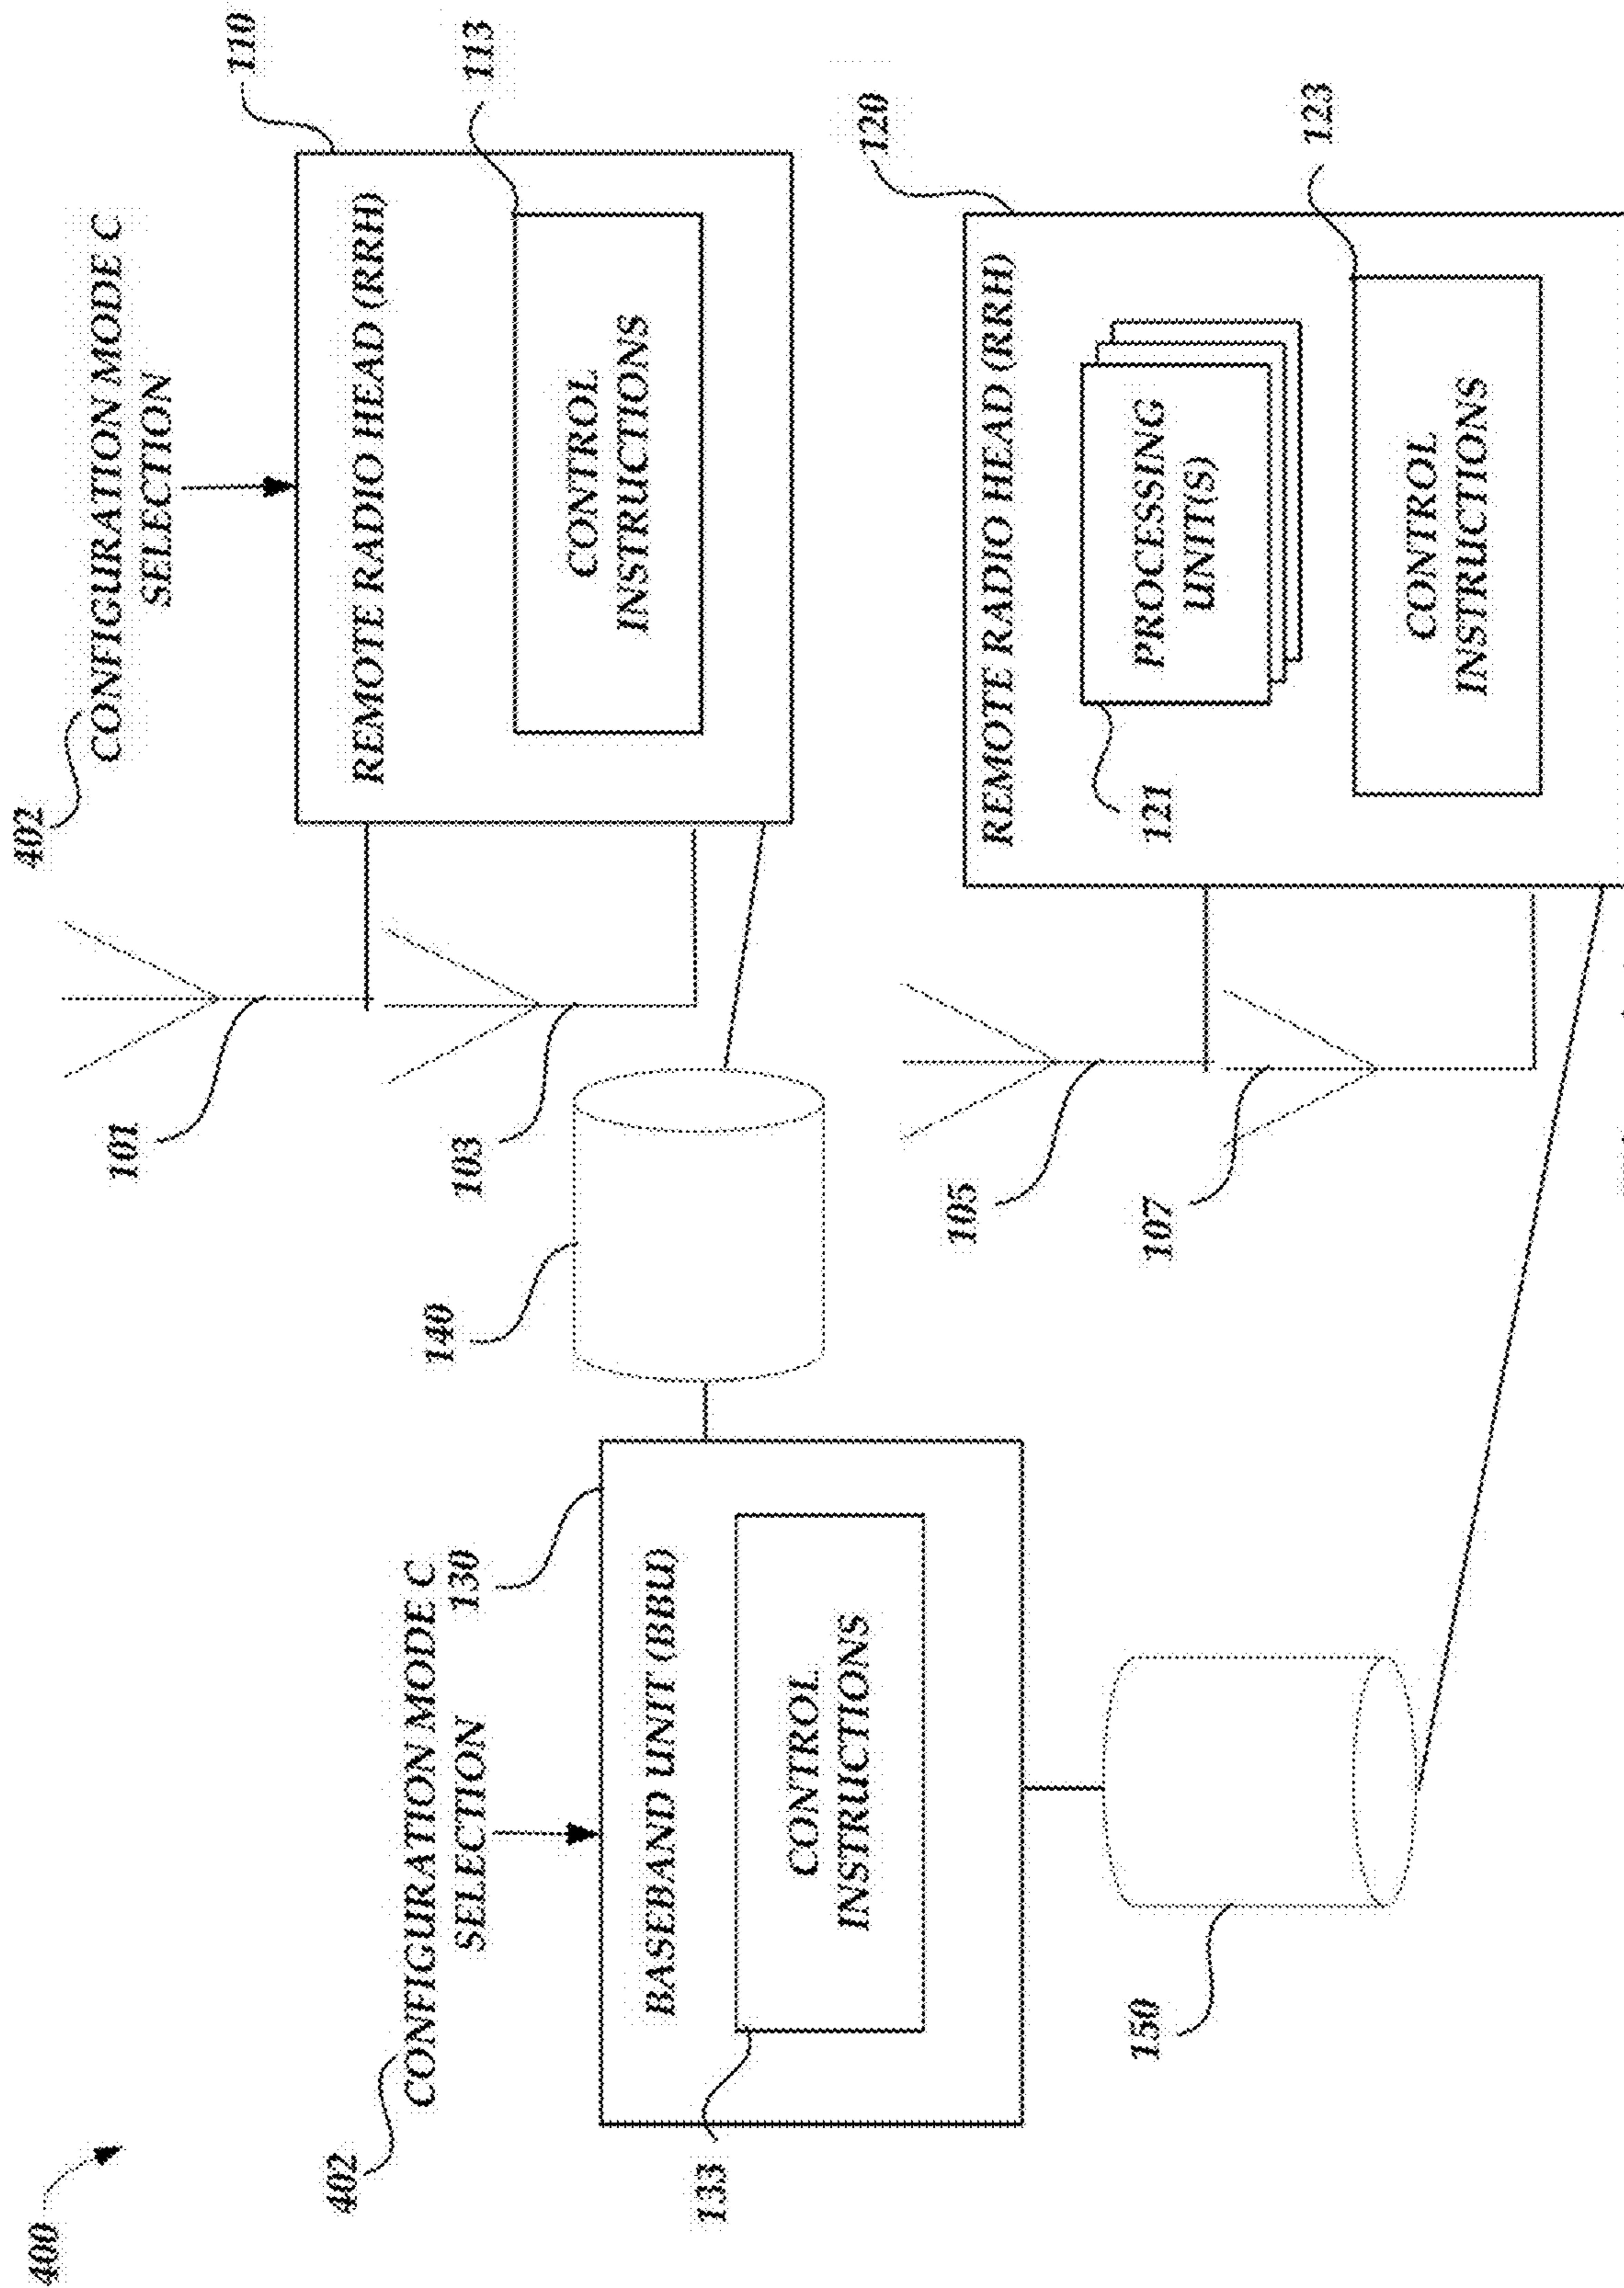 400
402
CONFIGURATION MODE C
SELECTION
130
BASEBAND UNIT (BBU)
CONTROL
INSTRUCTIONS
133
150
140
402
CONFIGURATION MODE C
SELECTION
101
103
110
REMOTE RADIO HEAD (RRH)
113
CONTROL
INSTRUCTIONS
105
107
120
REMOTE RADIO HEAD (RRH)
PROCESSING
UNIT(S)
121
123
CONTROL
INSTRUCTIONS